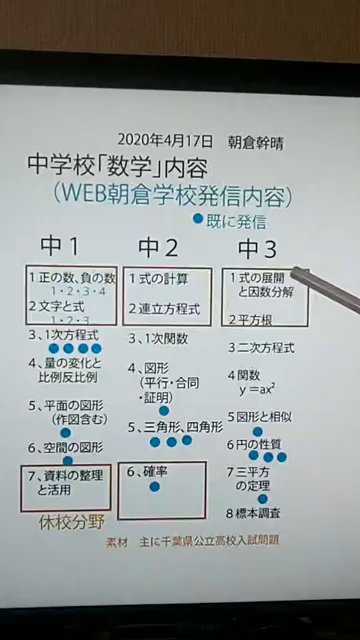 2020年4月17日　朝倉幹晴
中学校「数学」内容
（WEB朝倉学校発信内容）
●既に発信
中1
1 正の数、負の数
1・2・3・4
2 文字と式
1・2・3
3、1次方程式
4、量の変化と
比例反比例
5、平面の図形
（作図含む）
6、空間の図形
7、資料の整理
と活用
休校分野
中2
1 式の計算
2 連立方程式
3、1次関数
4、図形
（平行・合同
・証明）
5、三角形、四角形
6、確率
中3
1 式の展開
と因数分解
2 平方根
3 二次方程式
4 関数
y＝ax²
5 図形と相似
6 円の性質
7 三平方
の定理
8 標本調査
素材　主に千葉県公立高校入試問題